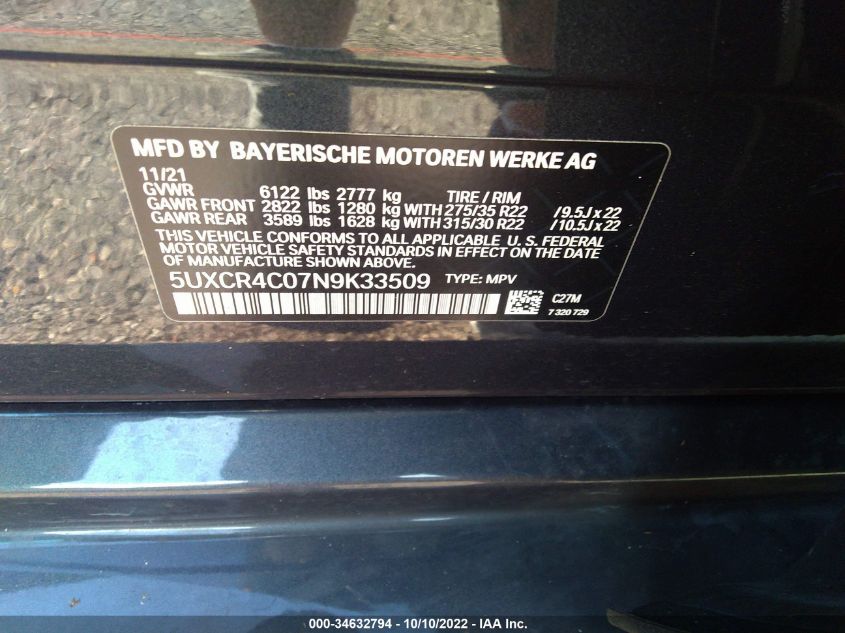 MFD BY BAYERISCHE MOTOREN WERKE AG
11/21
GVWR 6122 lbs 2777 kg TIRE / RIM
GAWR FRONT 2822 lbs 1280 kg WITH 275/35 R22 / 9.5J x 22
GAWR REAR 3589 lbs 1628 kg WITH 315/30 R22 / 10.5J x 22
THIS VEHICLE CONFORMS TO ALL APPLICABLE U. S. FEDERAL
MOTOR VEHICLE SAFETY STANDARDS IN EFFECT ON THE DATE
OF MANUFACTURE SHOWN ABOVE.
5UXCR4C07N9K33509 TYPE: MPV
C27M
7 320 729
000-34632794 - 10/10/2022 - IAA Inc.